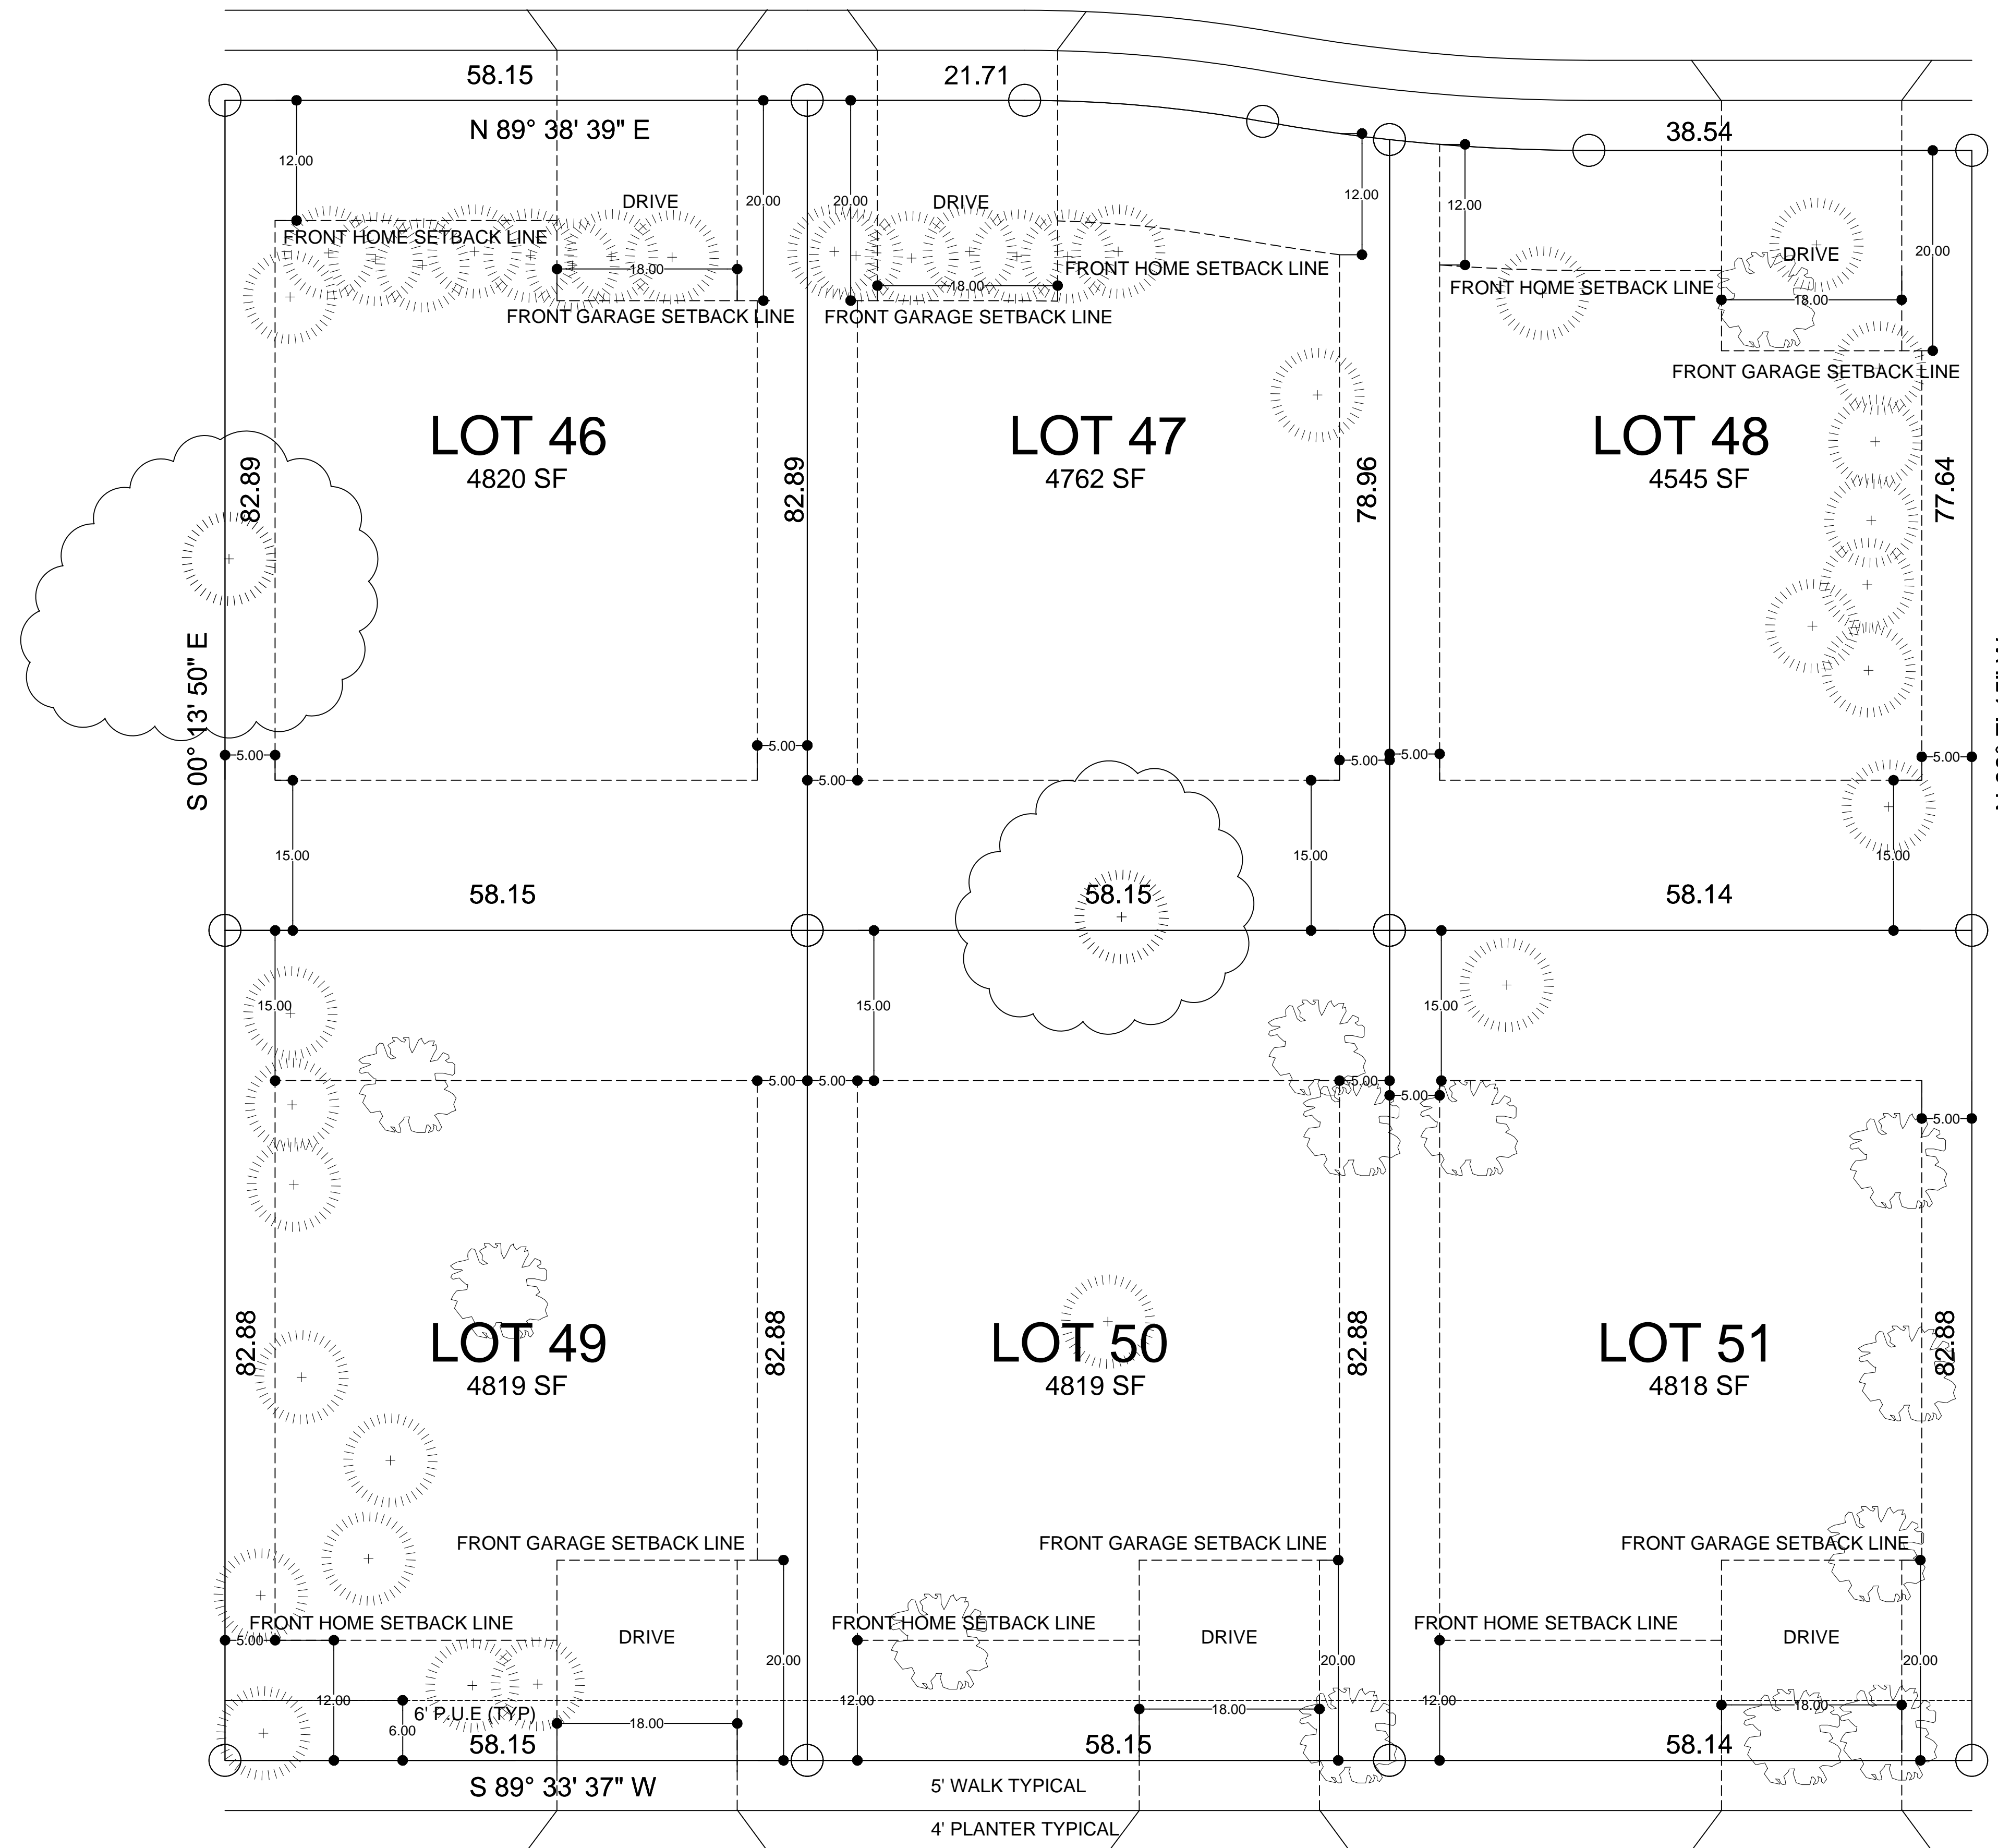 58.15
21.71
N 89° 38' 39" E
38.54
12.00
20.00
20.00
12.00
12.00
20.00
DRIVE
DRIVE
DRIVE
FRONT HOME SETBACK LINE
FRONT HOME SETBACK LINE
FRONT HOME SETBACK LINE
18.00
18.00
18.00
FRONT GARAGE SETBACK LINE
FRONT GARAGE SETBACK LINE
FRONT GARAGE SETBACK LINE
LOT 46
4820 SF
LOT 47
4762 SF
LOT 48
4545 SF
82.89
82.89
78.96
77.64
S 00° 13' 50" E
5.00
5.00
5.00
5.00
5.00
5.00
15.00
15.00
15.00
58.15
58.15
58.14
15.00
15.00
15.00
5.00
5.00
5.00
5.00
5.00
LOT 49
4819 SF
LOT 50
4819 SF
LOT 51
4818 SF
82.88
82.88
82.88
82.88
FRONT GARAGE SETBACK LINE
FRONT GARAGE SETBACK LINE
FRONT GARAGE SETBACK LINE
FRONT HOME SETBACK LINE
FRONT HOME SETBACK LINE
FRONT HOME SETBACK LINE
5.00
DRIVE
DRIVE
DRIVE
20.00
20.00
20.00
12.00
12.00
12.00
6' P.U.E (TYP)
6.00
18.00
18.00
18.00
58.15
58.15
58.14
S 89° 33' 37" W
5' WALK TYPICAL
4' PLANTER TYPICAL